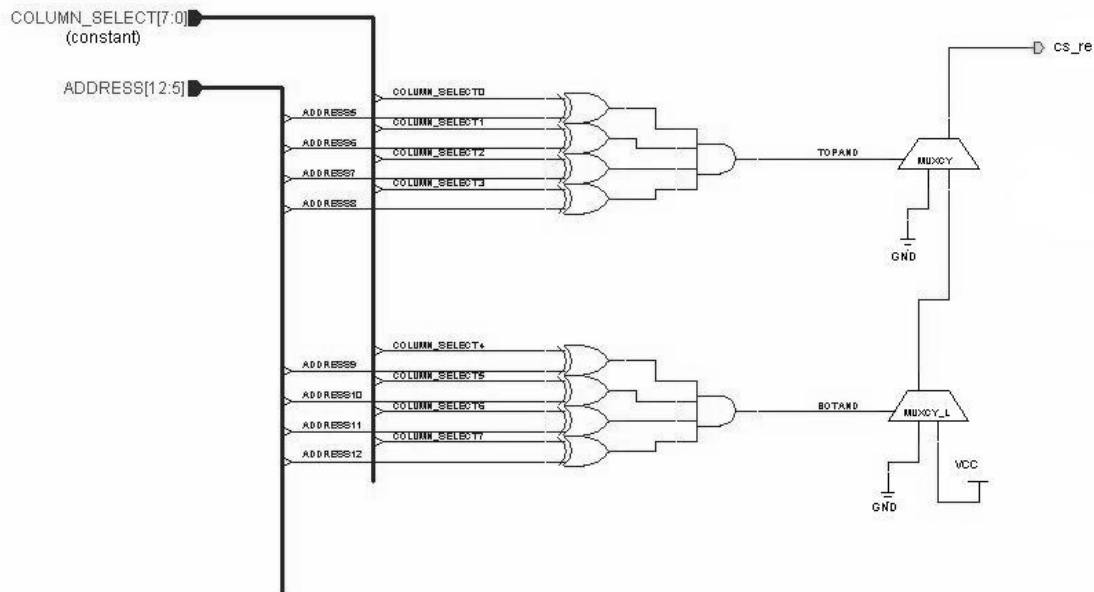 COLUMN_SELECT[7:0]
(constant)
cs_re
ADDRESS[12:5]
COLUMN_SELECT0
ADDRESS5
COLUMN_SELECT1
ADDRESS6
COLUMN_SELECT2
ADDRESS7
COLUMN_SELECT3
ADDRESS8
TOPAND
MUXCY
GND
COLUMN_SELECT4
ADDRESS9
COLUMN_SELECT5
ADDRESS10
COLUMN_SELECT6
ADDRESS11
COLUMN_SELECT7
ADDRESS12
BOTAND
MUXCY_L
VCC
GND